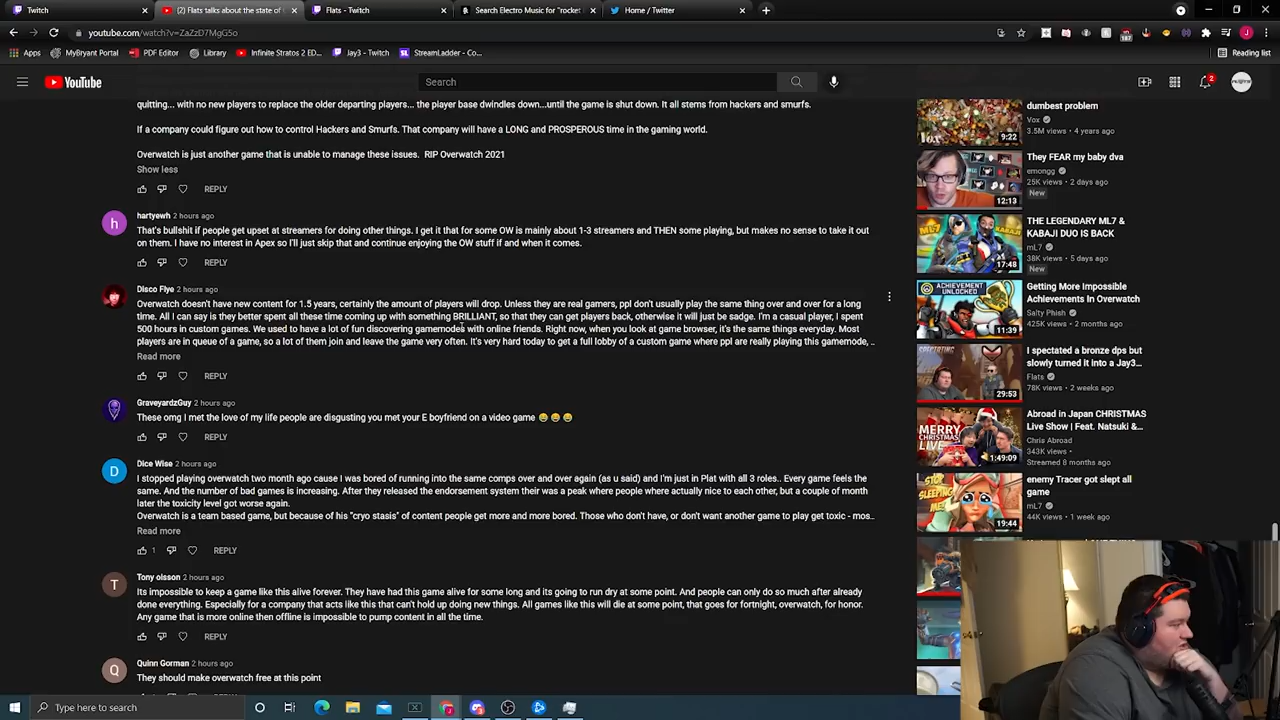 Twitch
(2) Flats talks about the state of
Flats - Twitch
Search Electro Music for "rocket
Home / Twitter
youtube.com/watch?v=ZaZzD7MgG5o
187
Apps
MyBryant Portal
PDF Editor
Library
Infinite Stratos 2 ED...
Jay3 - Twitch
StreamLadder - Co...
Reading list
YouTube
Search
2
quitting... with no new players to replace the older departing players... the player base dwindles down...until the game is shut down. It all stems from hackers and smurfs.
If a company could figure out how to control Hackers and Smurfs. That company will have a LONG and PROSPEROUS time in the gaming world.
Overwatch is just another game that is unable to manage these issues. RIP Overwatch 2021
Show less
REPLY
h
hartyewh 2 hours ago
That's bullshit if people get upset at streamers for doing other things. I get it that for some OW is mainly about 1-3 streamers and THEN some playing, but makes no sense to take it out
on them. I have no interest in Apex so I'll just skip that and continue enjoying the OW stuff if and when it comes.
REPLY
Disco Flye 2 hours ago
Overwatch doesn't have new content for 1.5 years, certainly the amount of players will drop. Unless they are real gamers, ppl don't usually play the same thing over and over for a long
time. All I can say is they better spent all these time coming up with something BRILLIANT, so that they can get players back, otherwise it will just be sadge. I'm a casual player, I spent
500 hours in custom games. We used to have a lot of fun discovering gamemodes with online friends. Right now, when you look at game browser, it's the same things everyday. Most
players are in queue of a game, so a lot of them join and leave the game very often. It's very hard today to get a full lobby of a custom game where ppl are really playing this gamemode, ..
Read more
REPLY
GraveyardzGuy 2 hours ago
These omg I met the love of my life people are disgusting you met your E boyfriend on a video game 😂 😂 😂
REPLY
D
Dice Wise 2 hours ago
I stopped playing overwatch two month ago cause I was bored of running into the same comps over and over again (as u said) and I'm just in Plat with all 3 roles.. Every game feels the
same. And the number of bad games is increasing. After they released the endorsement system their was a peak where people where actually nice to each other, but a couple of month
later the toxicity level got worse again.
Overwatch is a team based game, but because of his "cryo stasis" of content people get more and more bored. Those who don't have, or don't want another game to play get toxic - mos...
Read more
1
REPLY
T
Tony olsson 2 hours ago
Its impossible to keep a game like this alive forever. They have had this game alive for some long and its going to run dry at some point. And people can only do so much after already
done everything. Especially for a company that acts like this that can't hold up doing new things. All games like this will die at some point, that goes for fortnight, overwatch, for honor.
Any game that is more online then offline is impossible to pump content in all the time.
REPLY
Q
Quinn Gorman 2 hours ago
They should make overwatch free at this point
dumbest problem
Vox
3.5M views • 4 years ago
9:22
They FEAR my baby dva
emongg
25K views • 2 days ago
New
12:13
THE LEGENDARY ML7 &
KABAJI DUO IS BACK
mL7
38K views • 5 days ago
New
17:48
Getting More Impossible
Achievements In Overwatch
Salty Phish
425K views • 2 months ago
ACHIEVEMENT
UNLOCKED
11:39
I spectated a bronze dps but
slowly turned it into a Jay3...
Flats
78K views • 2 weeks ago
29:53
Abroad in Japan CHRISTMAS
Live Show | Feat. Natsuki &...
Chris Abroad
343K views •
Streamed 8 months ago
MERRY
CHRISTMAS
1:49:09
enemy Tracer got slept all
game
mL7
44K views • 1 week ago
STOP
SLEEPING
ME!
19:44
Type here to search